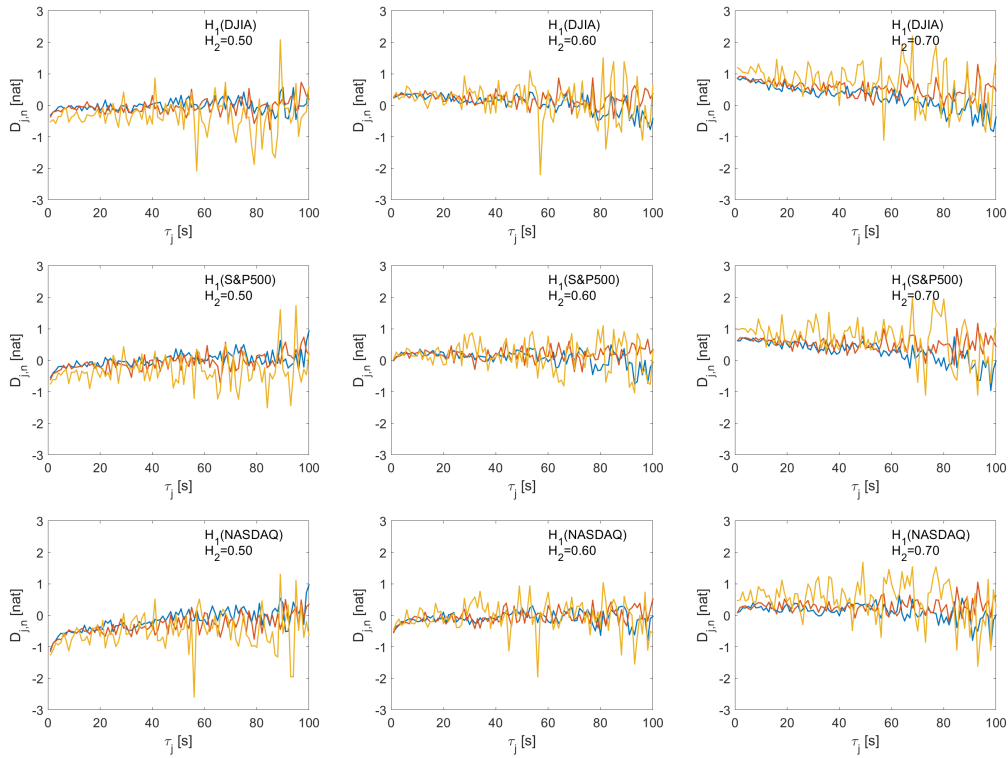 H1(DJIA)
H2=0.50
3
2
1
0
-1
-2
-3
Dj,n [nat]
0 20 40 60 80 100
τj [s]
H1(DJIA)
H2=0.60
3
2
1
0
-1
-2
-3
Dj,n [nat]
0 20 40 60 80 100
τj [s]
H1(DJIA)
H2=0.70
3
2
1
0
-1
-2
-3
Dj,n [nat]
0 20 40 60 80 100
τj [s]
H1(S&P500)
H2=0.50
3
2
1
0
-1
-2
-3
Dj,n [nat]
0 20 40 60 80 100
τj [s]
H1(S&P500)
H2=0.60
3
2
1
0
-1
-2
-3
Dj,n [nat]
0 20 40 60 80 100
τj [s]
H1(S&P500)
H2=0.70
3
2
1
0
-1
-2
-3
Dj,n [nat]
0 20 40 60 80 100
τj [s]
H1(NASDAQ)
H2=0.50
3
2
1
0
-1
-2
-3
Dj,n [nat]
0 20 40 60 80 100
τj [s]
H1(NASDAQ)
H2=0.60
3
2
1
0
-1
-2
-3
Dj,n [nat]
0 20 40 60 80 100
τj [s]
H1(NASDAQ)
H2=0.70
3
2
1
0
-1
-2
-3
Dj,n [nat]
0 20 40 60 80 100
τj [s]